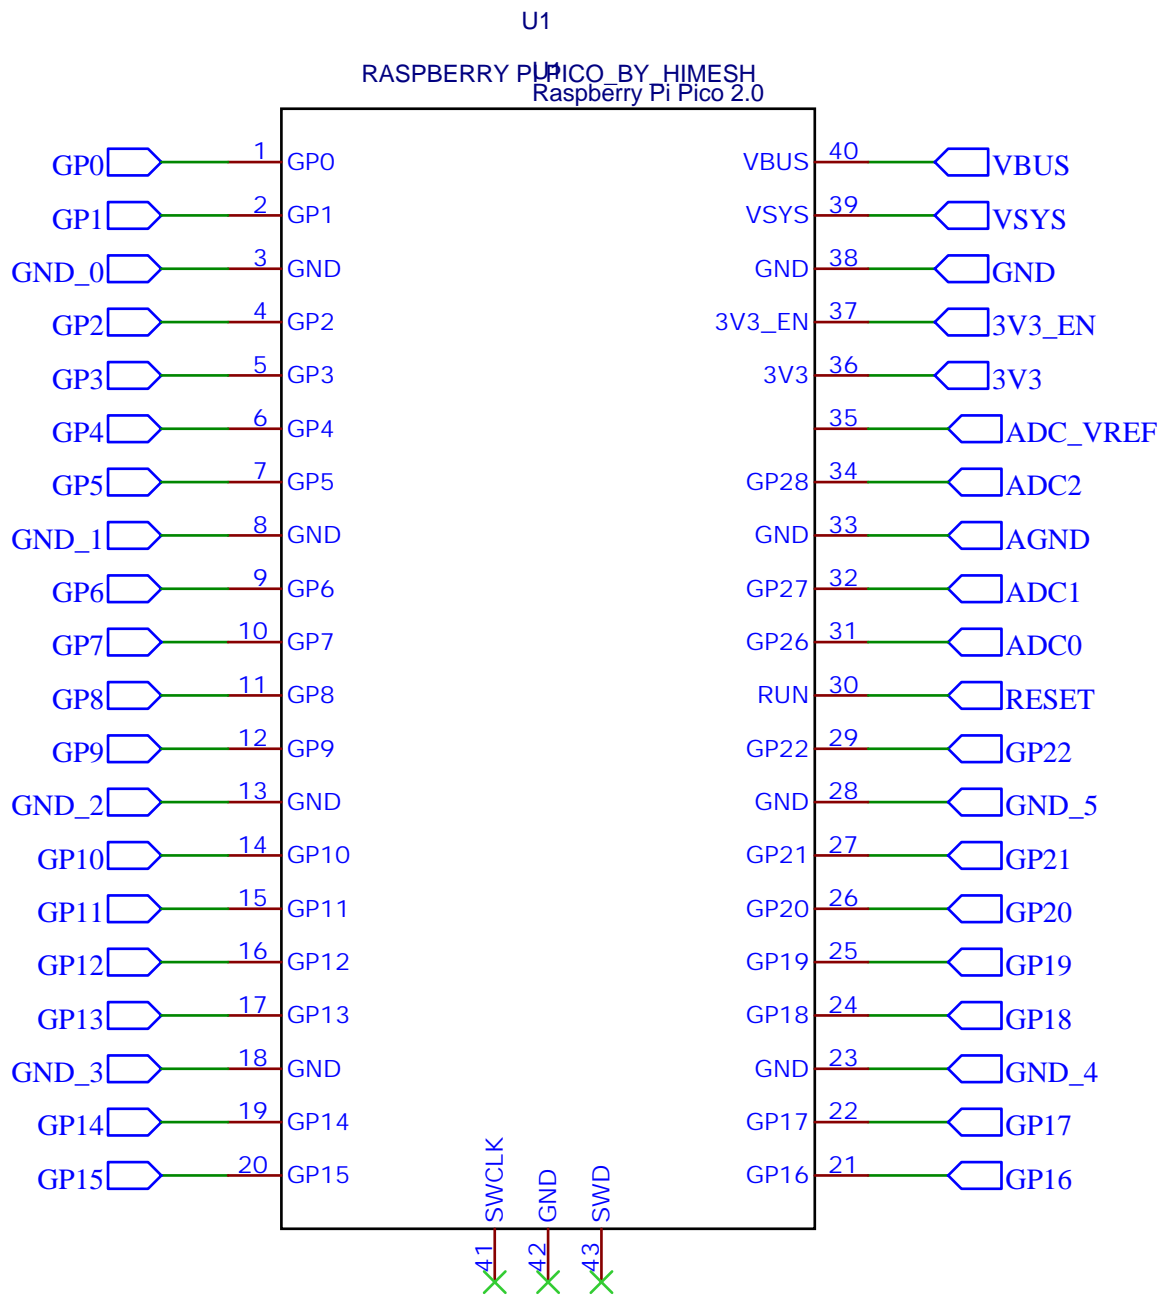 U1
U1
RASPBERRY PI PICO_BY_HIMESH
Raspberry Pi Pico 2.0
GP0 1 GP0 VBUS 40 VBUS
GP1 2 GP1 VSYS 39 VSYS
GND_0 3 GND GND 38 GND
GP2 4 GP2 3V3_EN 37 3V3_EN
GP3 5 GP3 3V3 36 3V3
GP4 6 GP4 35 ADC_VREF
GP5 7 GP5 GP28 34 ADC2
GND_1 8 GND GND 33 AGND
GP6 9 GP6 GP27 32 ADC1
GP7 10 GP7 GP26 31 ADC0
GP8 11 GP8 RUN 30 RESET
GP9 12 GP9 GP22 29 GP22
GND_2 13 GND GND 28 GND_5
GP10 14 GP10 GP21 27 GP21
GP11 15 GP11 GP20 26 GP20
GP12 16 GP12 GP19 25 GP19
GP13 17 GP13 GP18 24 GP18
GND_3 18 GND GND 23 GND_4
GP14 19 GP14 GP17 22 GP17
GP15 20 GP15 GP16 21 GP16
SWCLK GND SWD
41 42 43